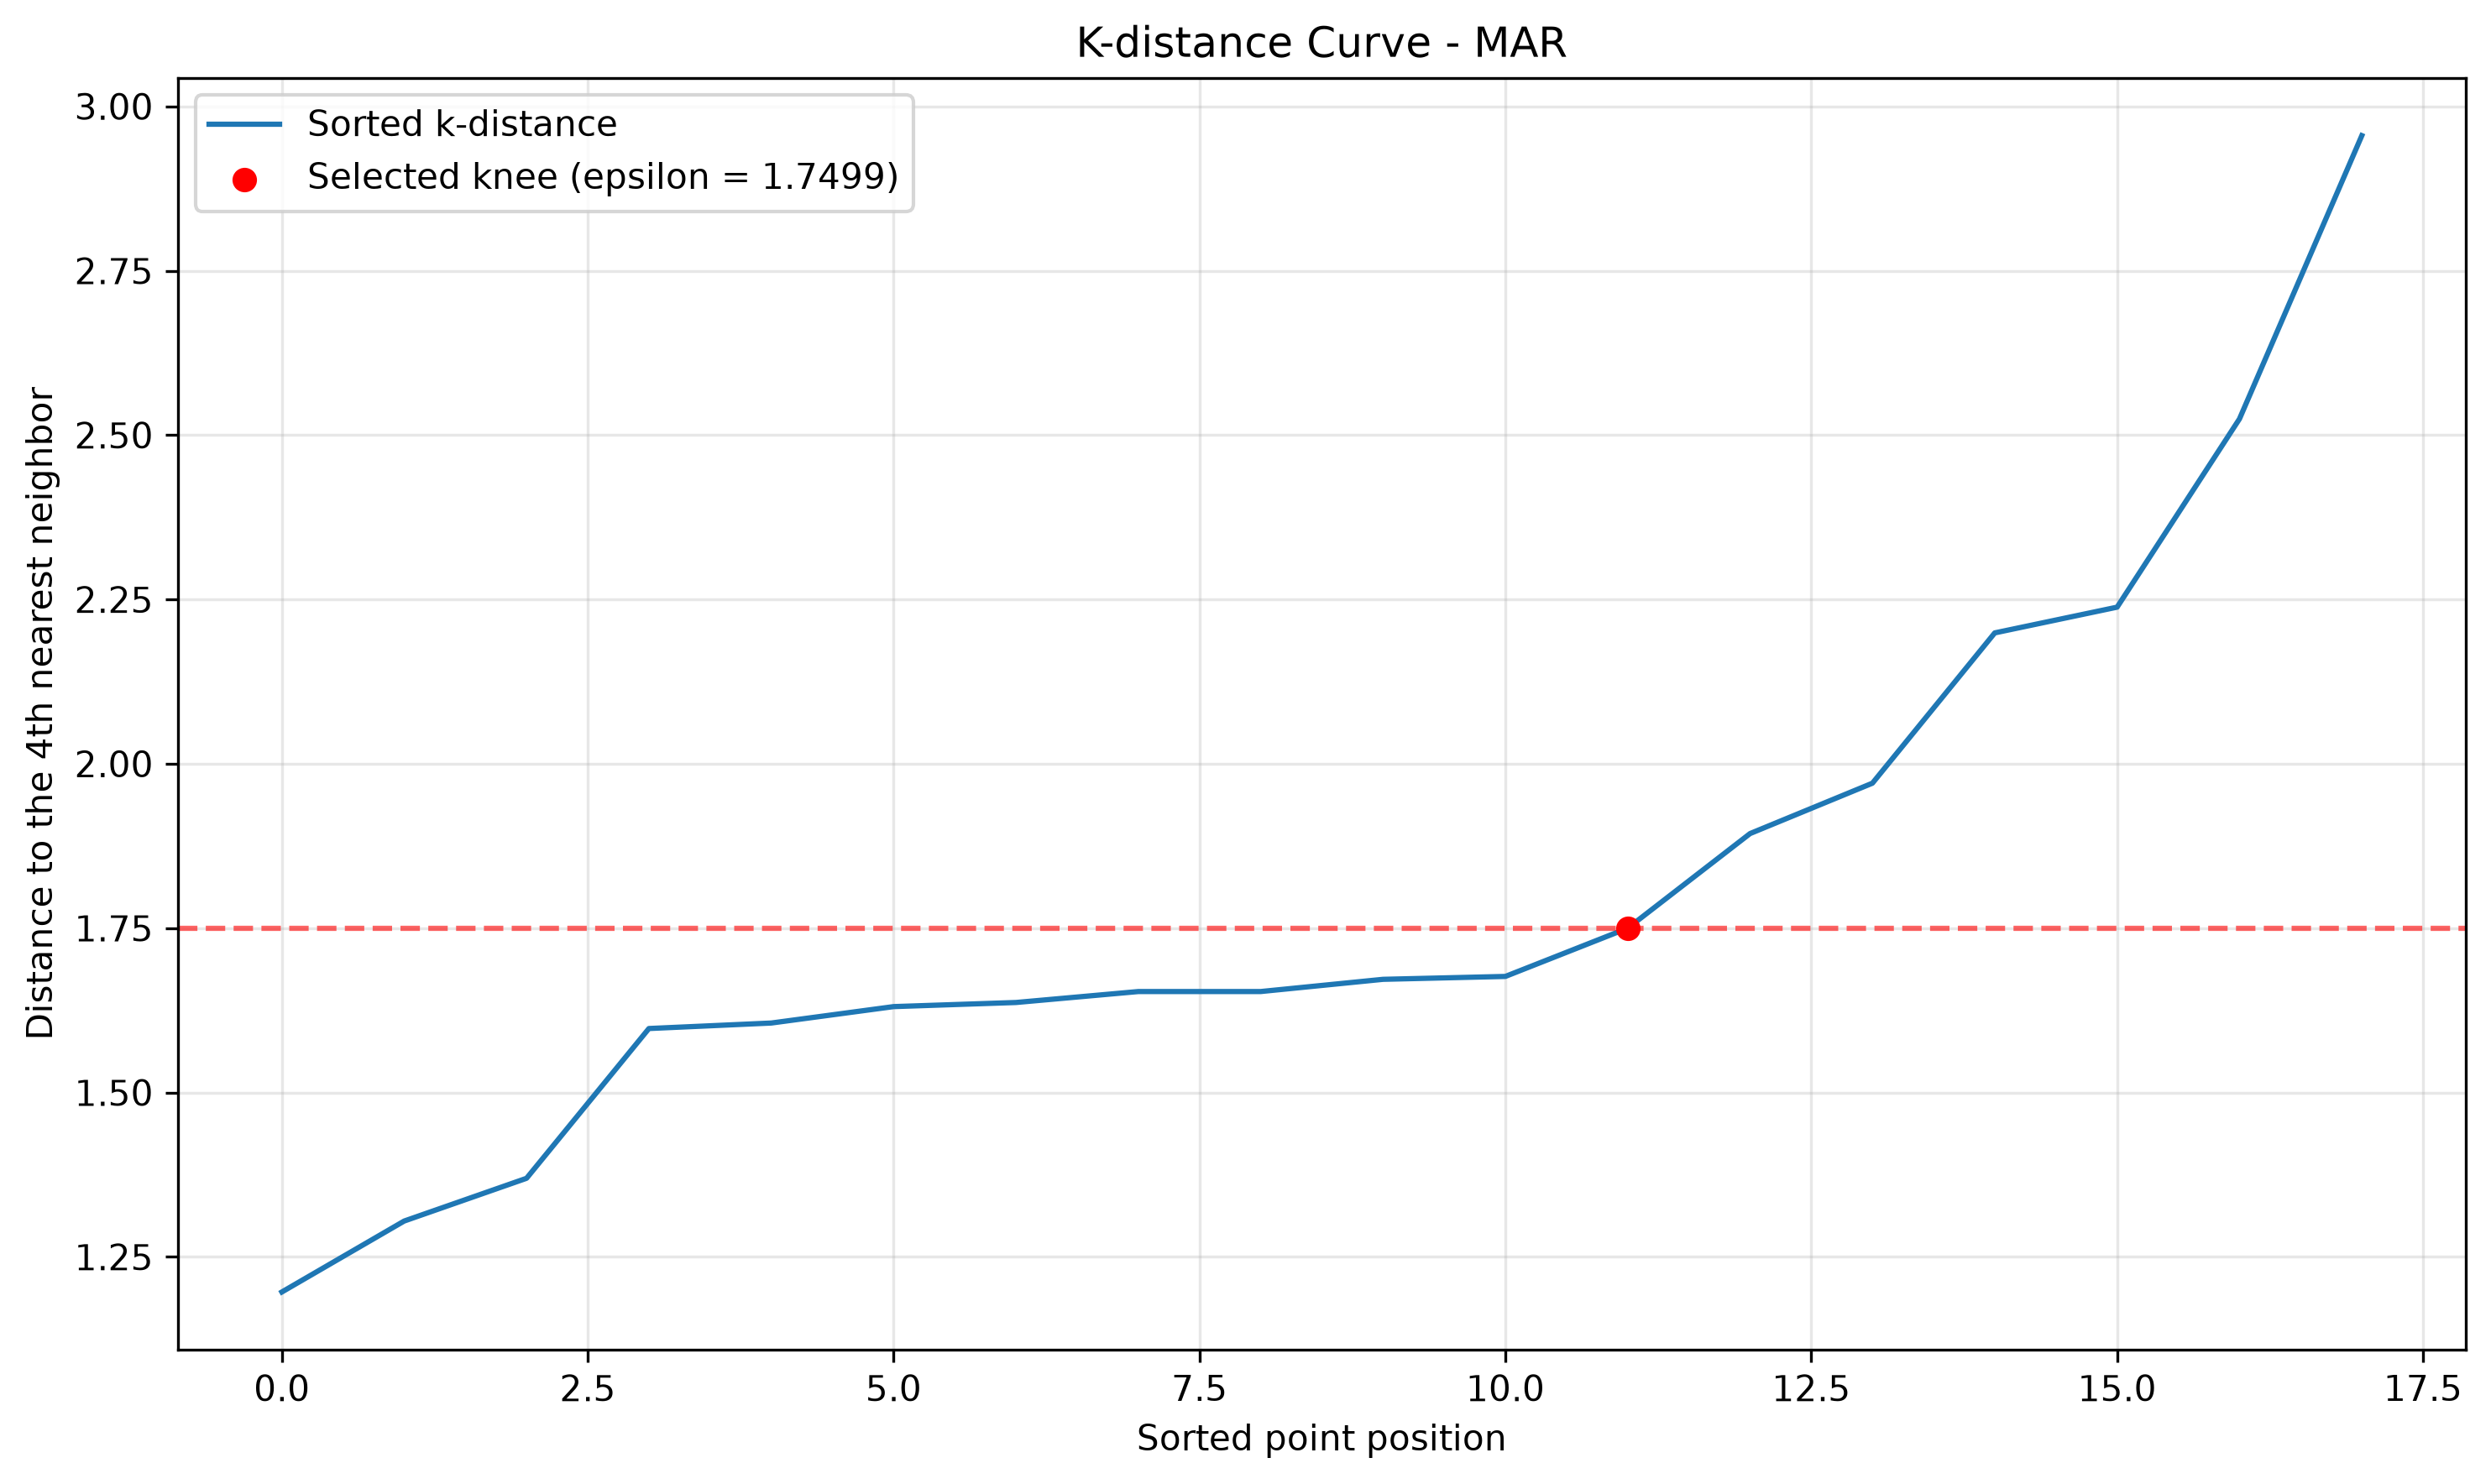 K-distance Curve - MAR
Sorted k-distance
Selected knee (epsilon = 1.7499)
Distance to the 4th nearest neighbor
3.00
2.75
2.50
2.25
2.00
1.75
1.50
1.25
0.0 2.5 5.0 7.5 10.0 12.5 15.0 17.5
Sorted point position